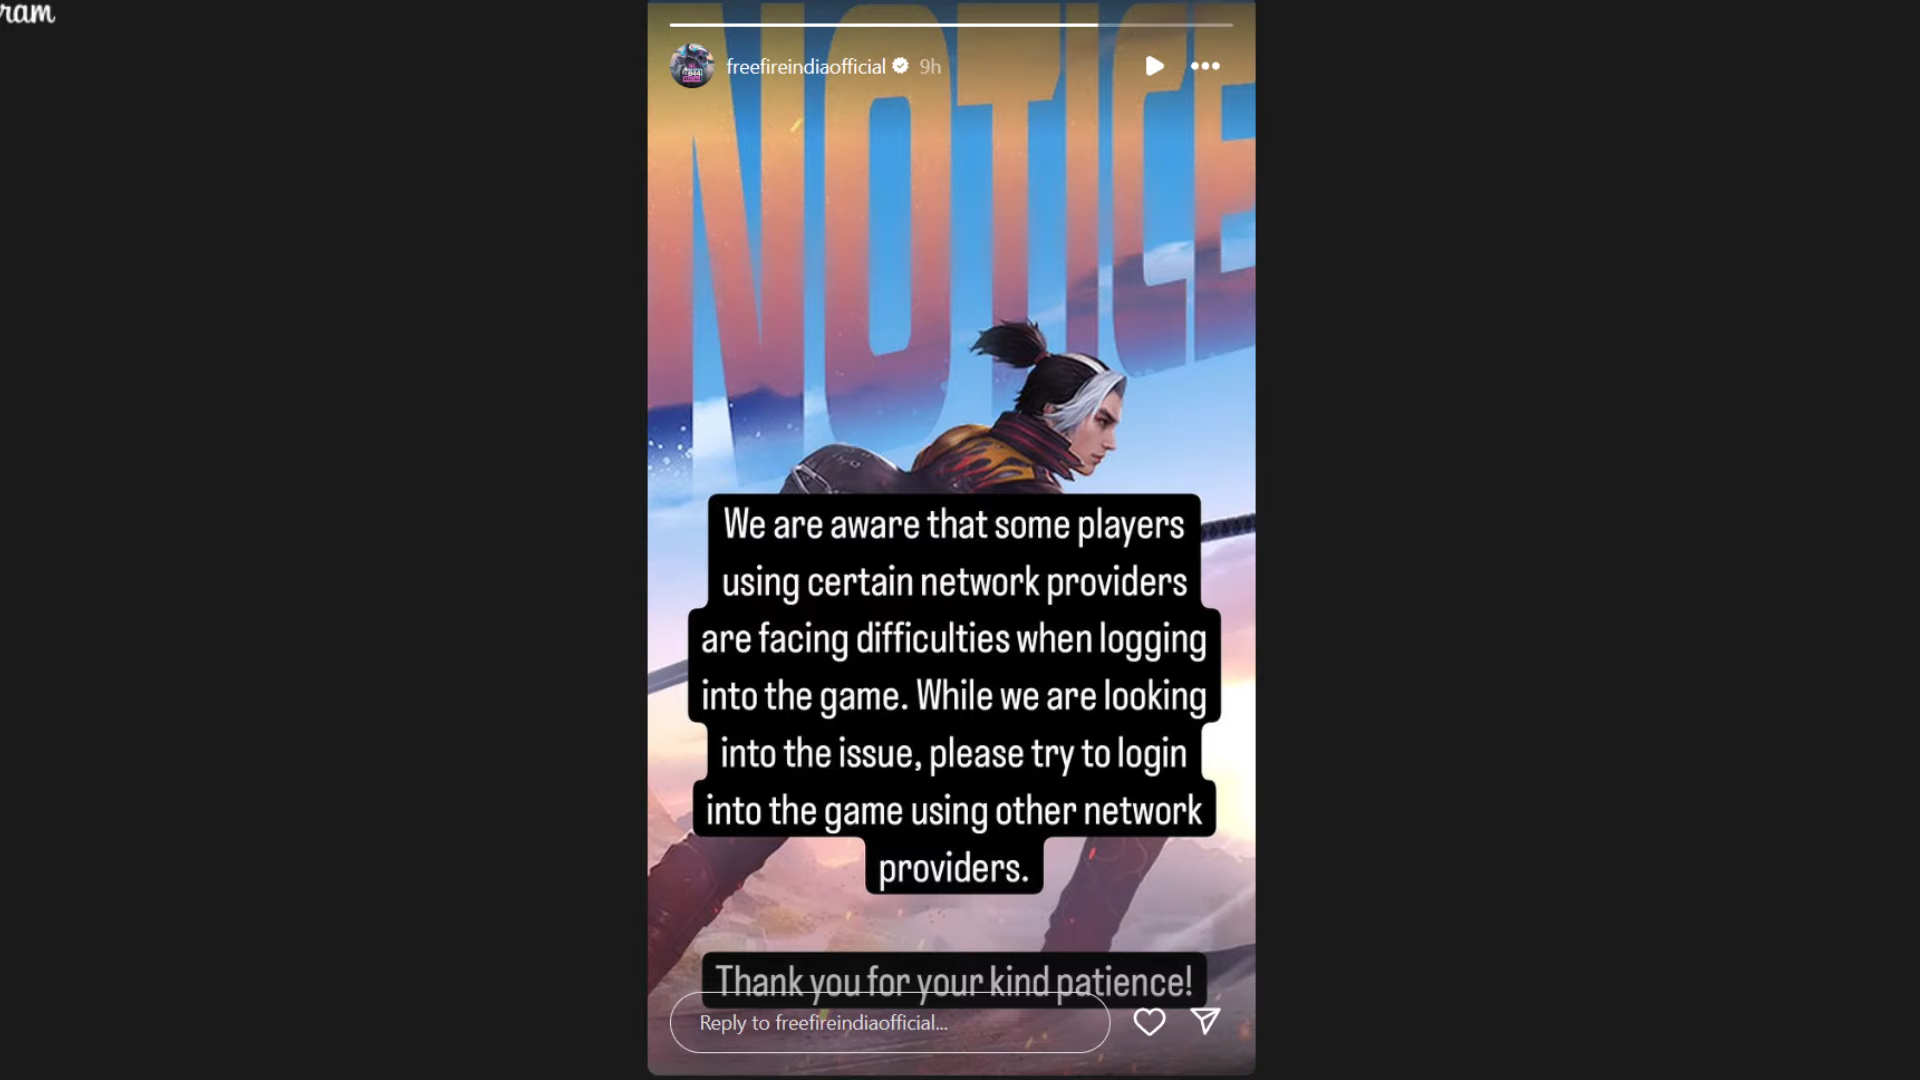 ram
NOTICE
freefireindiaofficial 9h
We are aware that some players
using certain network providers
are facing difficulties when logging
into the game. While we are looking
into the issue, please try to login
into the game using other network
providers.
Thank you for your kind patience!
Reply to freefireindiaofficial...